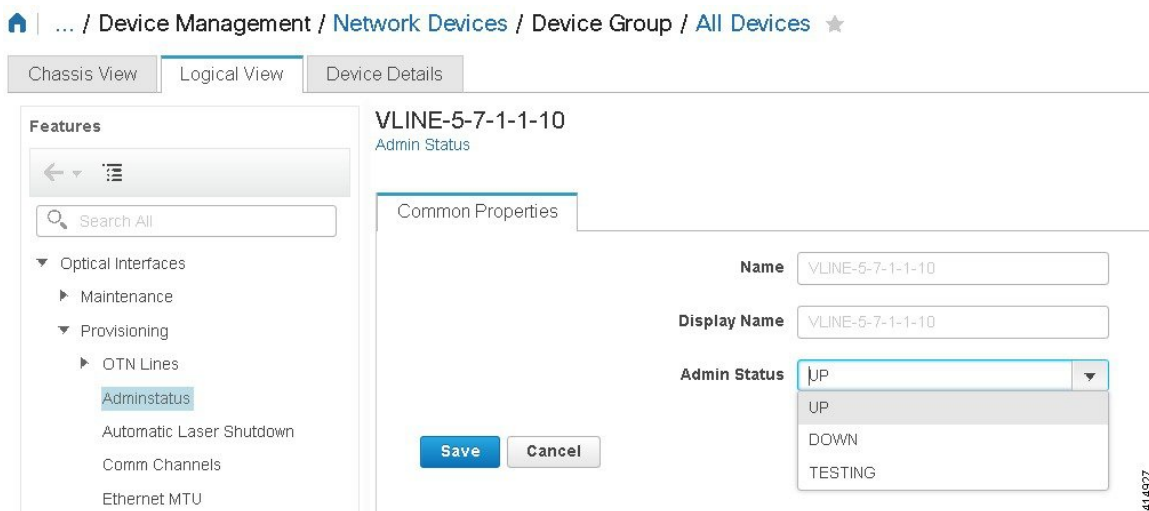 ... / Device Management / Network Devices / Device Group / All Devices
Chassis View
Logical View
Device Details
Features
Search All
Optical Interfaces
Maintenance
Provisioning
OTN Lines
Adminstatus
Automatic Laser Shutdown
Comm Channels
Ethernet MTU
VLINE-5-7-1-1-10
Admin Status
Common Properties
Name VLINE-5-7-1-1-10
Display Name VLINE-5-7-1-1-10
Admin Status UP
UP
DOWN
TESTING
Save Cancel
414927